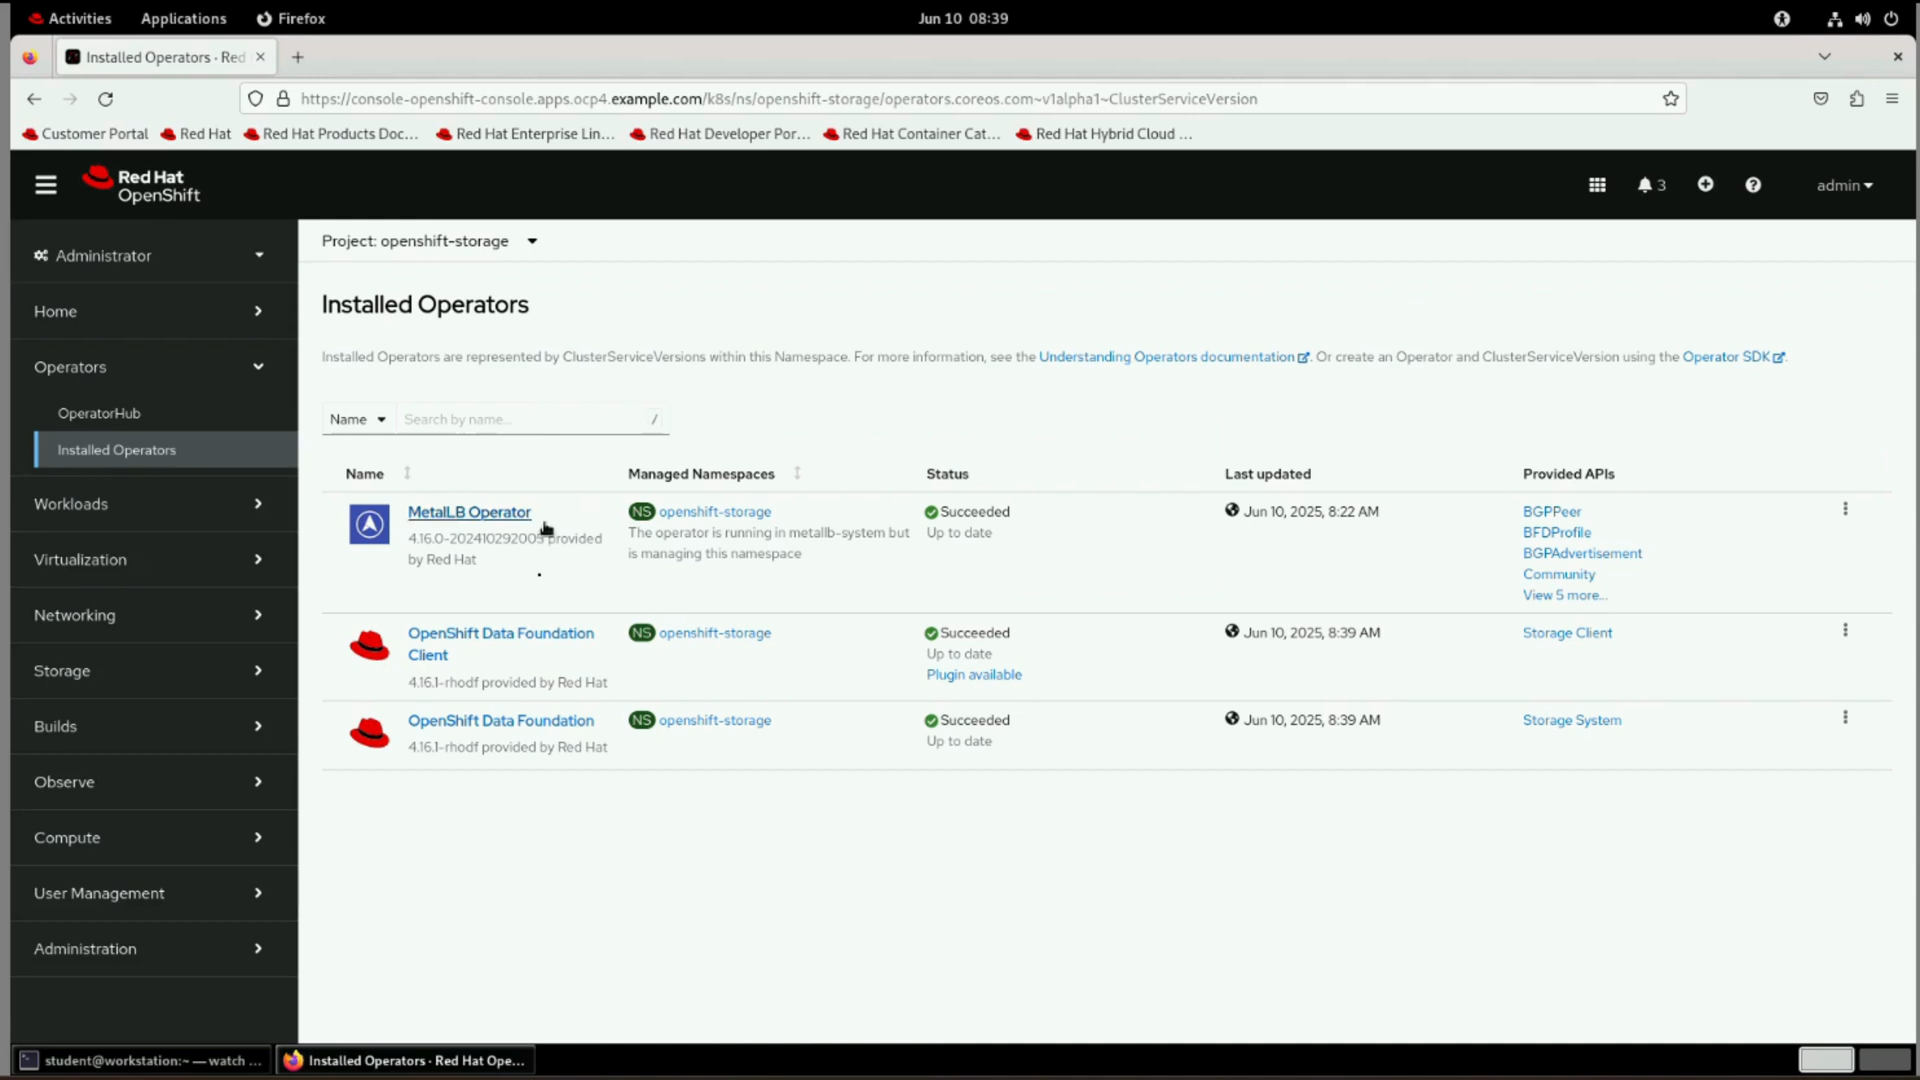 Activities Applications Firefox Jun 10 08:39
Installed Operators · Red
https://console-openshift-console.apps.ocp4.example.com/k8s/ns/openshift-storage/operators.coreos.com~v1alpha1~ClusterServiceVersion
Customer Portal Red Hat Red Hat Products Doc... Red Hat Enterprise Lin... Red Hat Developer Por... Red Hat Container Cat... Red Hat Hybrid Cloud ...
Red Hat
OpenShift
3 admin
Administrator
Home
Operators
OperatorHub
Installed Operators
Workloads
Virtualization
Networking
Storage
Builds
Observe
Compute
User Management
Administration
Project: openshift-storage
Installed Operators
Installed Operators are represented by ClusterServiceVersions within this Namespace. For more information, see the Understanding Operators documentation. Or create an Operator and ClusterServiceVersion using the Operator SDK.
Name Search by name... /
Name Managed Namespaces Status Last updated Provided APIs
MetalLB Operator NS openshift-storage Succeeded Jun 10, 2025, 8:22 AM BGPPeer
4.16.0-202410292005 provided The operator is running in metallb-system but Up to date BFDProfile
by Red Hat is managing this namespace BGPAdvertisement
Community
View 5 more...
OpenShift Data Foundation NS openshift-storage Succeeded Jun 10, 2025, 8:39 AM Storage Client
Client Up to date
4.16.1-rhodf provided by Red Hat Plugin available
OpenShift Data Foundation NS openshift-storage Succeeded Jun 10, 2025, 8:39 AM Storage System
4.16.1-rhodf provided by Red Hat Up to date
student@workstation:~ — watch ... Installed Operators · Red Hat Ope...